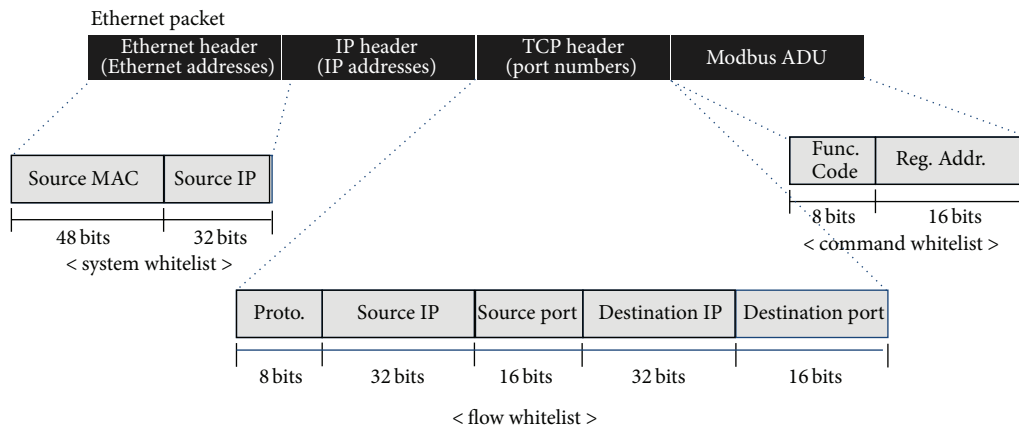 Ethernet packet
Ethernet header
(Ethernet addresses)
IP header
(IP addresses)
TCP header
(port numbers)
Modbus ADU
Source MAC
Source IP
48 bits
32 bits
< system whitelist >
Func.
Code
Reg. Addr.
8 bits
16 bits
< command whitelist >
Proto.
Source IP
Source port
Destination IP
Destination port
8 bits
32 bits
16 bits
32 bits
16 bits
< flow whitelist >